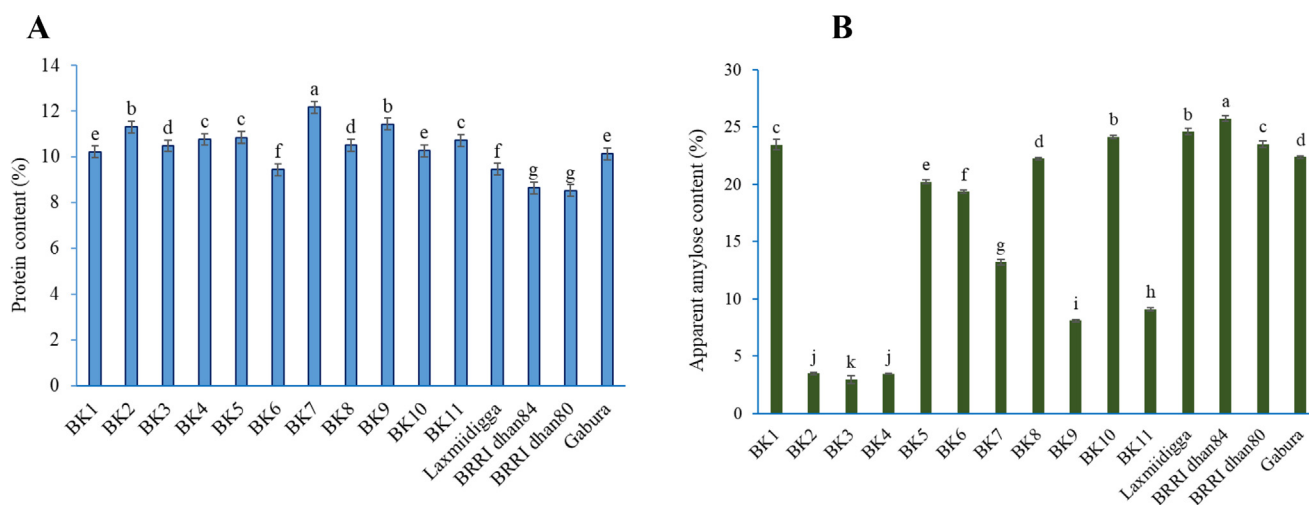 A
Protein content (%)
14
12
10
8
6
4
2
0
e
b
d
c
c
f
a
d
b
e
c
f
g
g
e
BK1
BK2
BK3
BK4
BK5
BK6
BK7
BK8
BK9
BK10
BK11
Laxmiidigga
BRRI dhan84
BRRI dhan80
Gabura
B
Apparent amylose content (%)
30
25
20
15
10
5
0
c
j
k
j
e
f
g
d
i
b
h
b
a
c
d
BK1
BK2
BK3
BK4
BK5
BK6
BK7
BK8
BK9
BK10
BK11
Laxmiidigga
BRRI dhan84
BRRI dhan80
Gabura